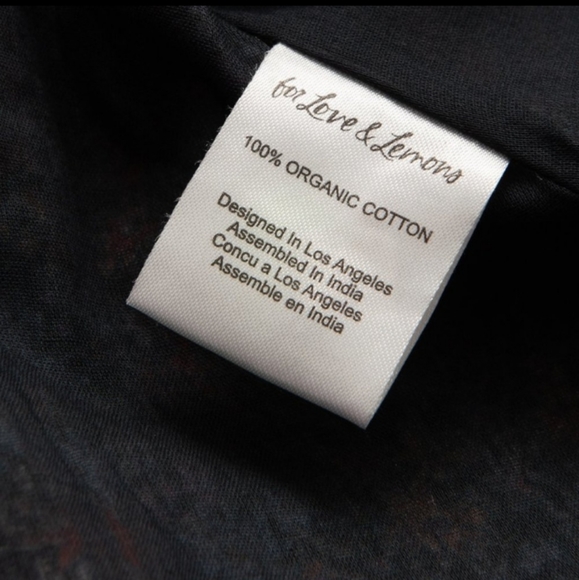 for Love & Lemons
100% ORGANIC COTTON
Designed In Los Angeles
Assembled In India
Concu a Los Angeles
Assemble en India